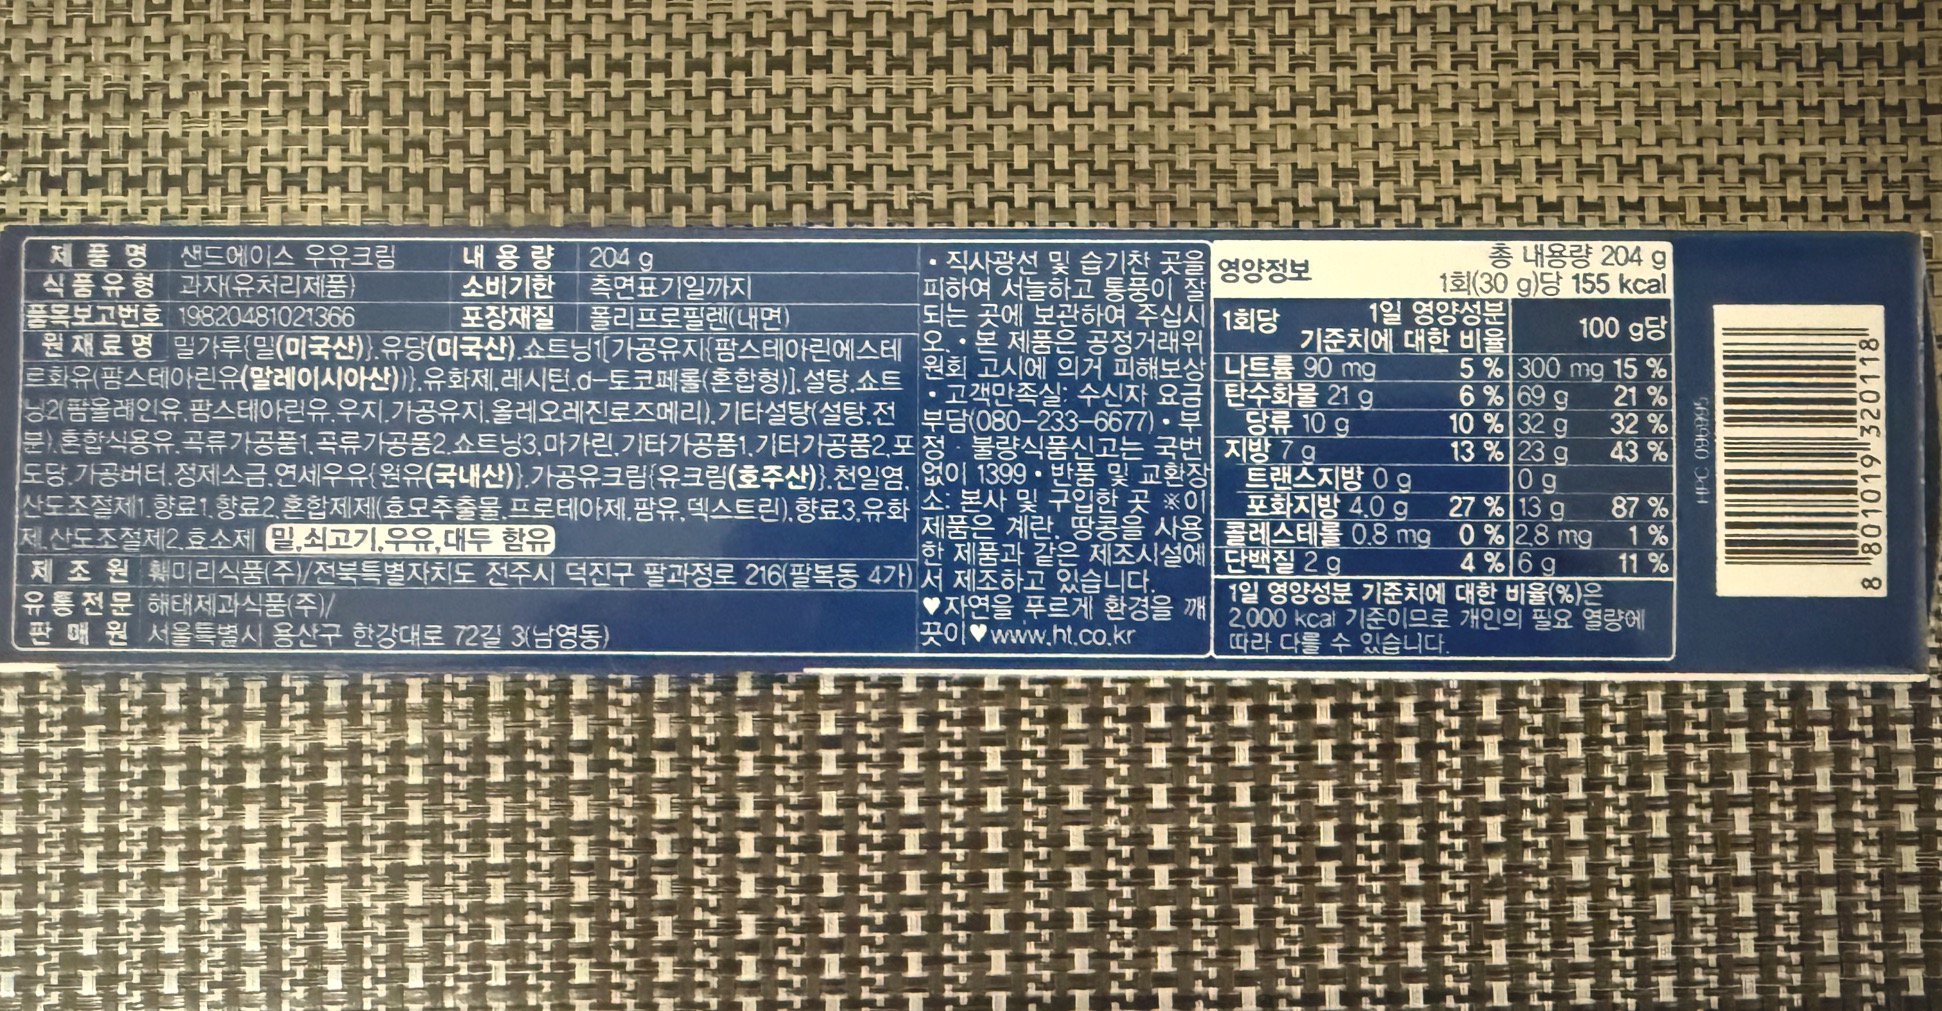 제품명 샌드에이스 우유크림 내용량 204 g
식품유형 과자(유처리제품) 소비기한 측면표기일까지
품목보고번호 19820481021366 포장재질 폴리프로필렌(내면)
원재료명 밀가루{밀(미국산)},유당(미국산),쇼트닝1[가공유지{팜스테아린에스테
르화유(팜스테아린유(말레이시아산))},유화제,레시틴,d-토코페롤(혼합형)],설탕,쇼트
닝2(팜올레인유,팜스테아린유,우지,가공유지,올레오레진로즈메리),기타설탕(설탕,전
분),혼합식용유,곡류가공품1,곡류가공품2,쇼트닝3,마가린,기타가공품1,기타가공품2,포
도당,가공버터,정제소금,연세우유{원유(국내산)},가공유크림{유크림(호주산)},천일염,
산도조절제1,향료1,향료2,혼합제제(효모추출물,프로테아제,팜유,덱스트린),향료3,유화
제,산도조절제2,효소제 밀,쇠고기,우유,대두 함유
제조원 훼미리식품(주)/전북특별자치도 전주시 덕진구 팔과정로 216(팔복동 4가)
유통전문 해태제과식품(주)/
판매원 서울특별시 용산구 한강대로 72길 3(남영동)
• 직사광선 및 습기찬 곳을
피하여 서늘하고 통풍이 잘
되는 곳에 보관하여 주십시
오. • 본 제품은 공정거래위
원회 고시에 의거 피해보상
• 고객만족실: 수신자 요금
부담(080-233-6677) • 부
정 · 불량식품신고는 국번
없이 1399 • 반품 및 교환장
소: 본사 및 구입한 곳 ※이
제품은 계란, 땅콩을 사용
한 제품과 같은 제조시설에
서 제조하고 있습니다.
♥자연을 푸르게 환경을 깨
끗이♥www.ht.co.kr
영양정보 총 내용량 204 g
1회(30 g)당 155 kcal
1회당 1일 영양성분 기준치에 대한 비율 100 g당
나트륨 90 mg 5 % 300 mg 15 %
탄수화물 21 g 6 % 69 g 21 %
당류 10 g 10 % 32 g 32 %
지방 7 g 13 % 23 g 43 %
트랜스지방 0 g 0 g
포화지방 4.0 g 27 % 13 g 87 %
콜레스테롤 0.8 mg 0 % 2.8 mg 1 %
단백질 2 g 4 % 6 g 11 %
1일 영양성분 기준치에 대한 비율(%)은
2,000 kcal 기준이므로 개인의 필요 열량에
따라 다를 수 있습니다.
8 801019 320118